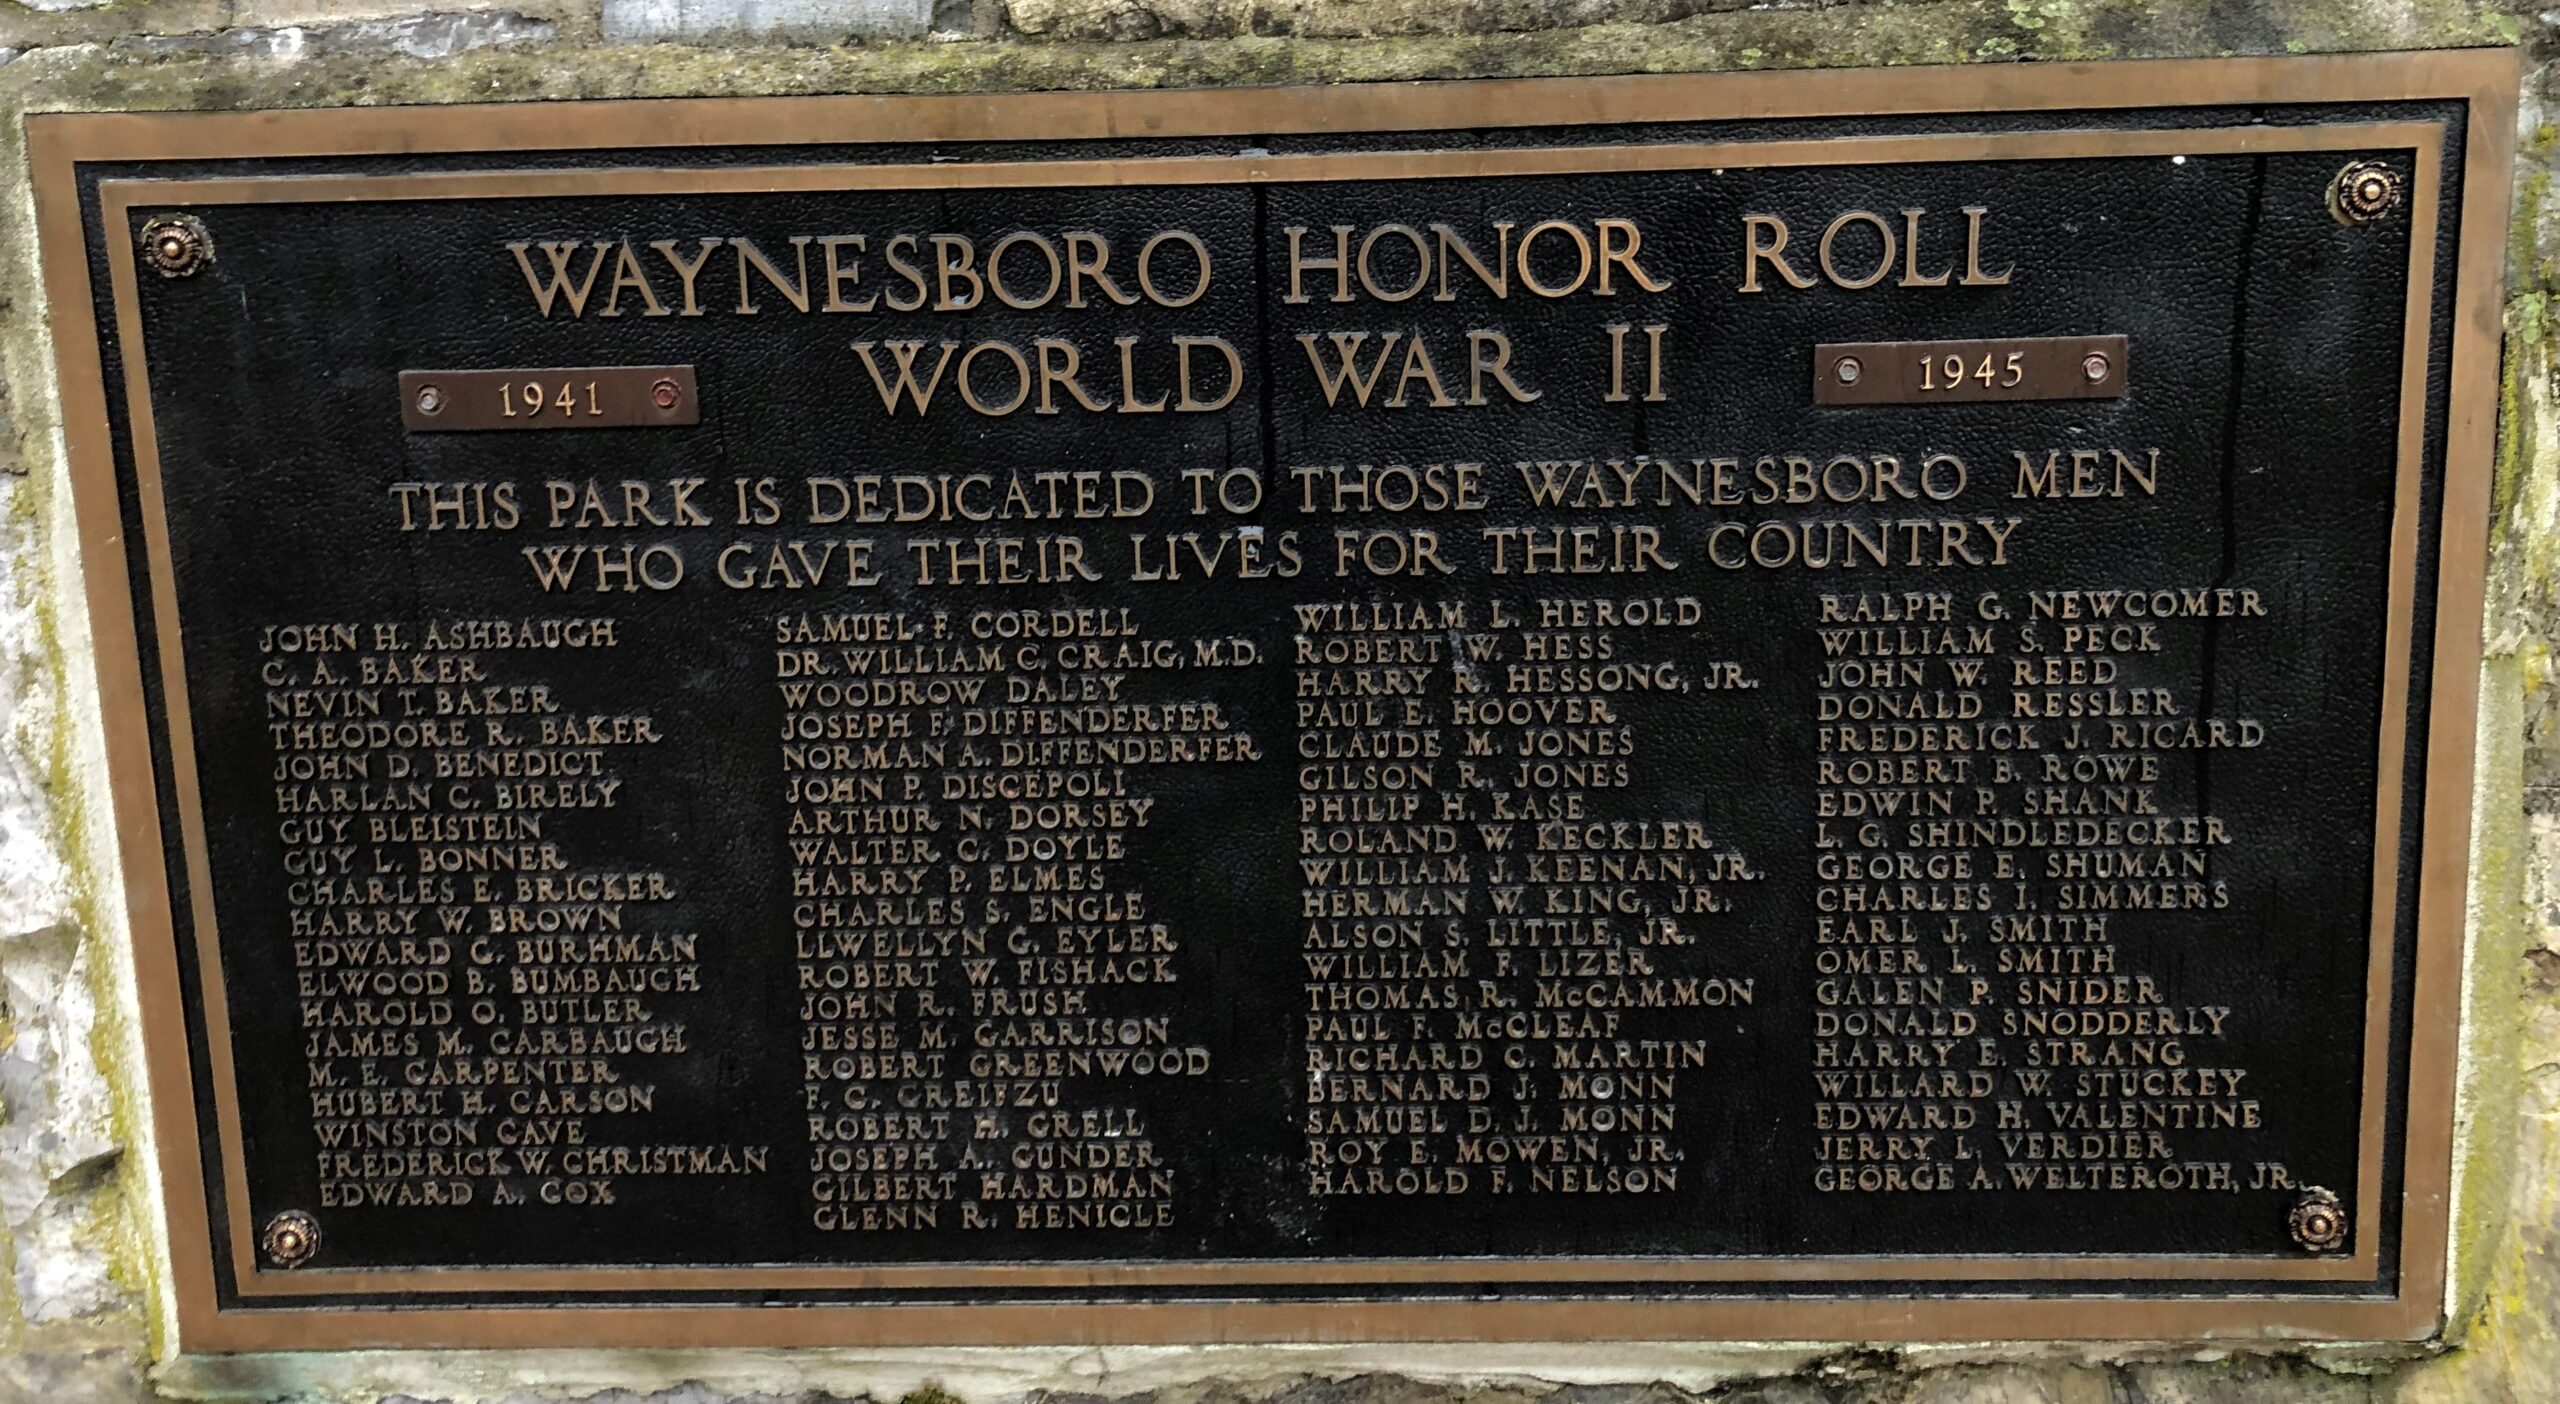 WAYNESBORO HONOR ROLL
WORLD WAR II
1941
1945
THIS PARK IS DEDICATED TO THOSE WAYNESBORO MEN
WHO GAVE THEIR LIVES FOR THEIR COUNTRY
JOHN H. ASHBAUGH
C. A. BAKER
NEVIN T. BAKER
THEODORE R. BAKER
JOHN D. BENEDICT
HARLAN C. BIRELY
GUY BLEISTEIN
GUY L. BONNER
CHARLES E. BRICKER
HARRY W. BROWN
EDWARD C. BURHMAN
ELWOOD B. BUMBAUGH
HAROLD O. BUTLER
JAMES M. CARBAUGH
M. E. CARPENTER
HUBERT H. CARSON
WINSTON CAVE
FREDERICK W. CHRISTMAN
EDWARD A. COX
SAMUEL F. CORDELL
DR. WILLIAM C. CRAIG, M.D.
WOODROW DALEY
JOSEPH F. DIFFENDERFER
NORMAN A. DIFFENDERFER
JOHN P. DISCEPOLI
ARTHUR N. DORSEY
WALTER C. DOYLE
HARRY P. ELMES
CHARLES S. ENGLE
LLWELLYN G. EYLER
ROBERT W. FISHACK
JOHN R. FRUSH
JESSE M. GARRISON
ROBERT GREENWOOD
F. C. GREIFZU
ROBERT H. GRELL
JOSEPH A. GUNDER
GILBERT HARDMAN
GLENN R. HENICLE
WILLIAM L. HEROLD
ROBERT W. HESS
HARRY R. HESSONG, JR.
PAUL E. HOOVER
CLAUDE M. JONES
GILSON R. JONES
PHILIP H. KASE
ROLAND W. KECKLER
WILLIAM J. KEENAN, JR.
HERMAN W. KING, JR.
ALSON S. LITTLE, JR.
WILLIAM F. LIZER
THOMAS R. McCAMMON
PAUL F. McCLEAF
RICHARD C. MARTIN
BERNARD J. MONN
SAMUEL D. J. MONN
ROY E. MOWEN, JR.
HAROLD F. NELSON
RALPH G. NEWCOMER
WILLIAM S. PECK
JOHN W. REED
DONALD RESSLER
FREDERICK J. RICARD
ROBERT B. ROWE
EDWIN P. SHANK
L. G. SHINDLEDECKER
GEORGE E. SHUMAN
CHARLES I. SIMMERS
EARL J. SMITH
OMER L. SMITH
GALEN P. SNIDER
DONALD SNODDERLY
HARRY E. STRANG
WILLARD W. STUCKEY
EDWARD H. VALENTINE
JERRY L. VERDIER
GEORGE A. WELTEROTH, JR.